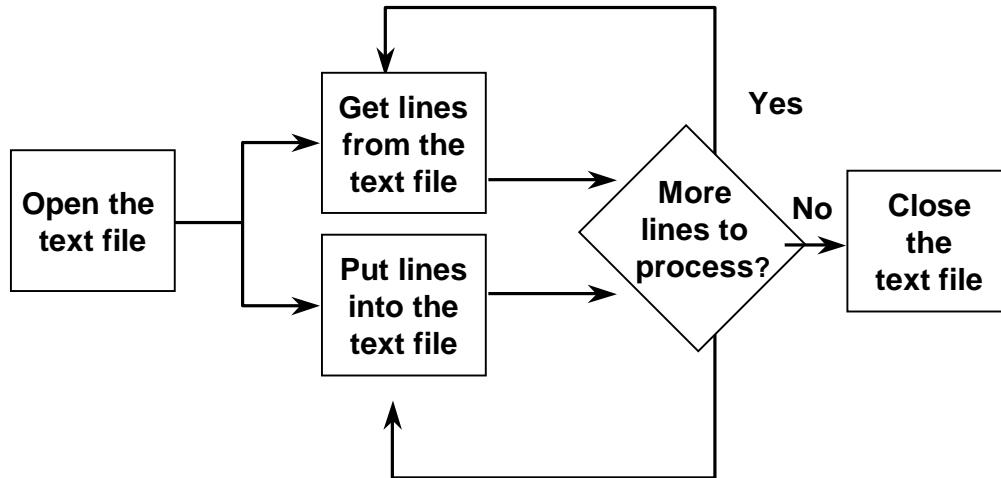 Open the
text file
Get lines
from the
text file
Put lines
into the
text file
More
lines to
process?
Yes
No
Close
the
text file